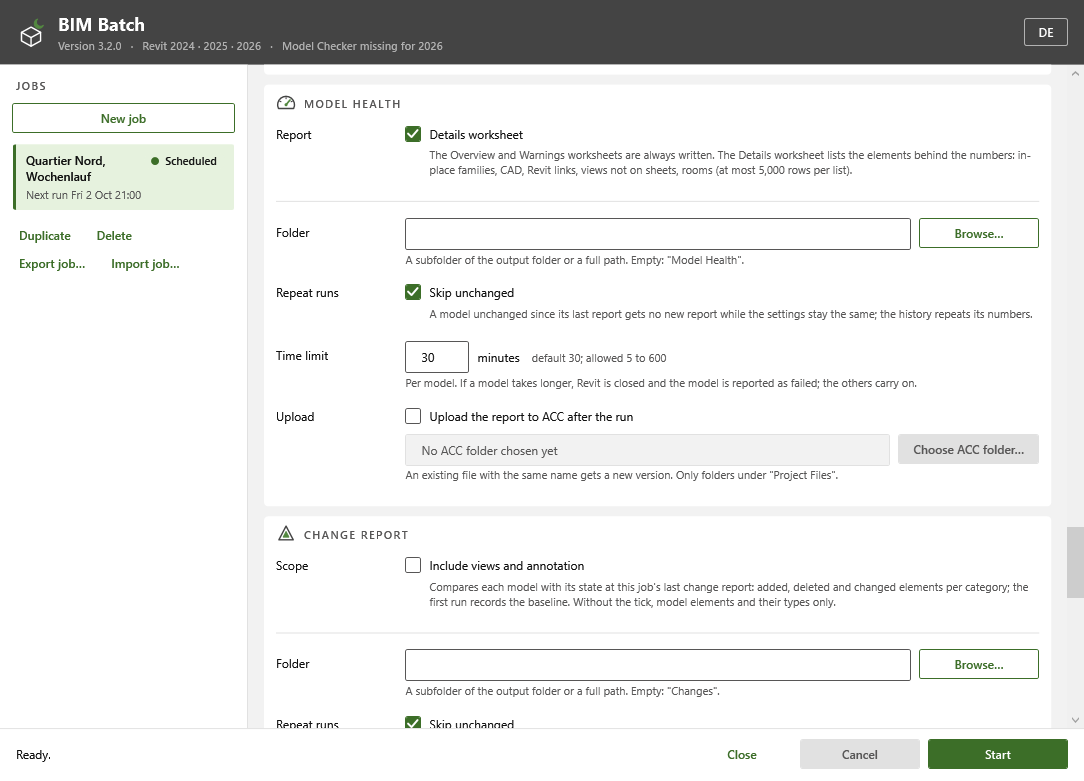 BIM Batch
Version 3.2.0 · Revit 2024 · 2025 · 2026 · Model Checker missing for 2026
DE
JOBS
New job
Quartier Nord, Wochenlauf
Scheduled
Next run Fri 2 Oct 21:00
Duplicate
Delete
Export job...
Import job...
MODEL HEALTH
Report
Details worksheet
The Overview and Warnings worksheets are always written. The Details worksheet lists the elements behind the numbers: in-
place families, CAD, Revit links, views not on sheets, rooms (at most 5,000 rows per list).
Folder
Browse...
A subfolder of the output folder or a full path. Empty: "Model Health".
Repeat runs
Skip unchanged
A model unchanged since its last report gets no new report while the settings stay the same; the history repeats its numbers.
Time limit
30
minutes
default 30; allowed 5 to 600
Per model. If a model takes longer, Revit is closed and the model is reported as failed; the others carry on.
Upload
Upload the report to ACC after the run
No ACC folder chosen yet
Choose ACC folder...
An existing file with the same name gets a new version. Only folders under "Project Files".
CHANGE REPORT
Scope
Include views and annotation
Compares each model with its state at this job's last change report: added, deleted and changed elements per category; the
first run records the baseline. Without the tick, model elements and their types only.
Folder
Browse...
A subfolder of the output folder or a full path. Empty: "Changes".
Repeat runs
Skip unchanged
Ready.
Close
Cancel
Start